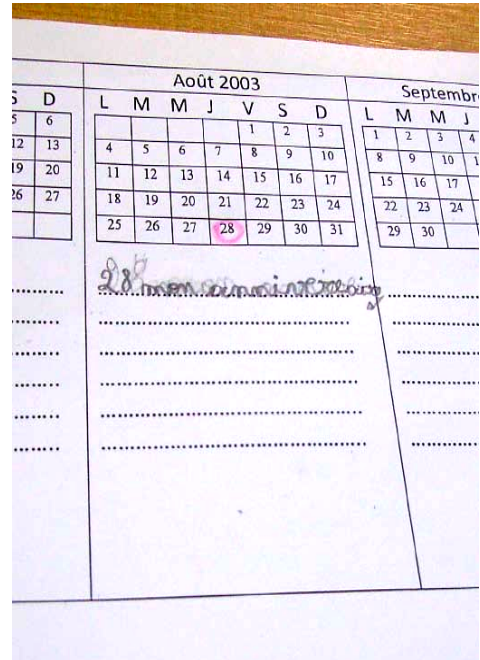 Août 2003
Septembr
S D
L M M J V S D
L M M J
5 6
1 2 3
1 2 3 4
12 13
4 5 6 7 8 9 10
8 9 10 1
19 20
11 12 13 14 15 16 17
15 16 17
26 27
18 19 20 21 22 23 24
22 23 24
25 26 27 28 29 30 31
29 30
28 mon anniversaire